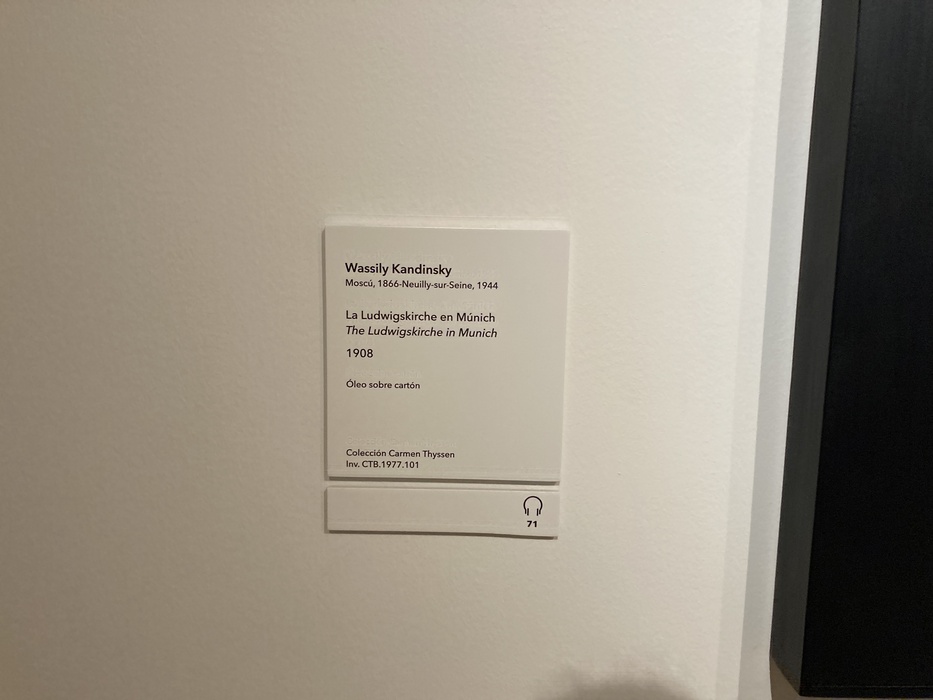 Wassily Kandinsky
Moscú, 1866-Neuilly-sur-Seine, 1944
La Ludwigskirche en Múnich
The Ludwigskirche in Munich
1908
Óleo sobre cartón
Colección Carmen Thyssen
Inv. CTB.1977.101
71